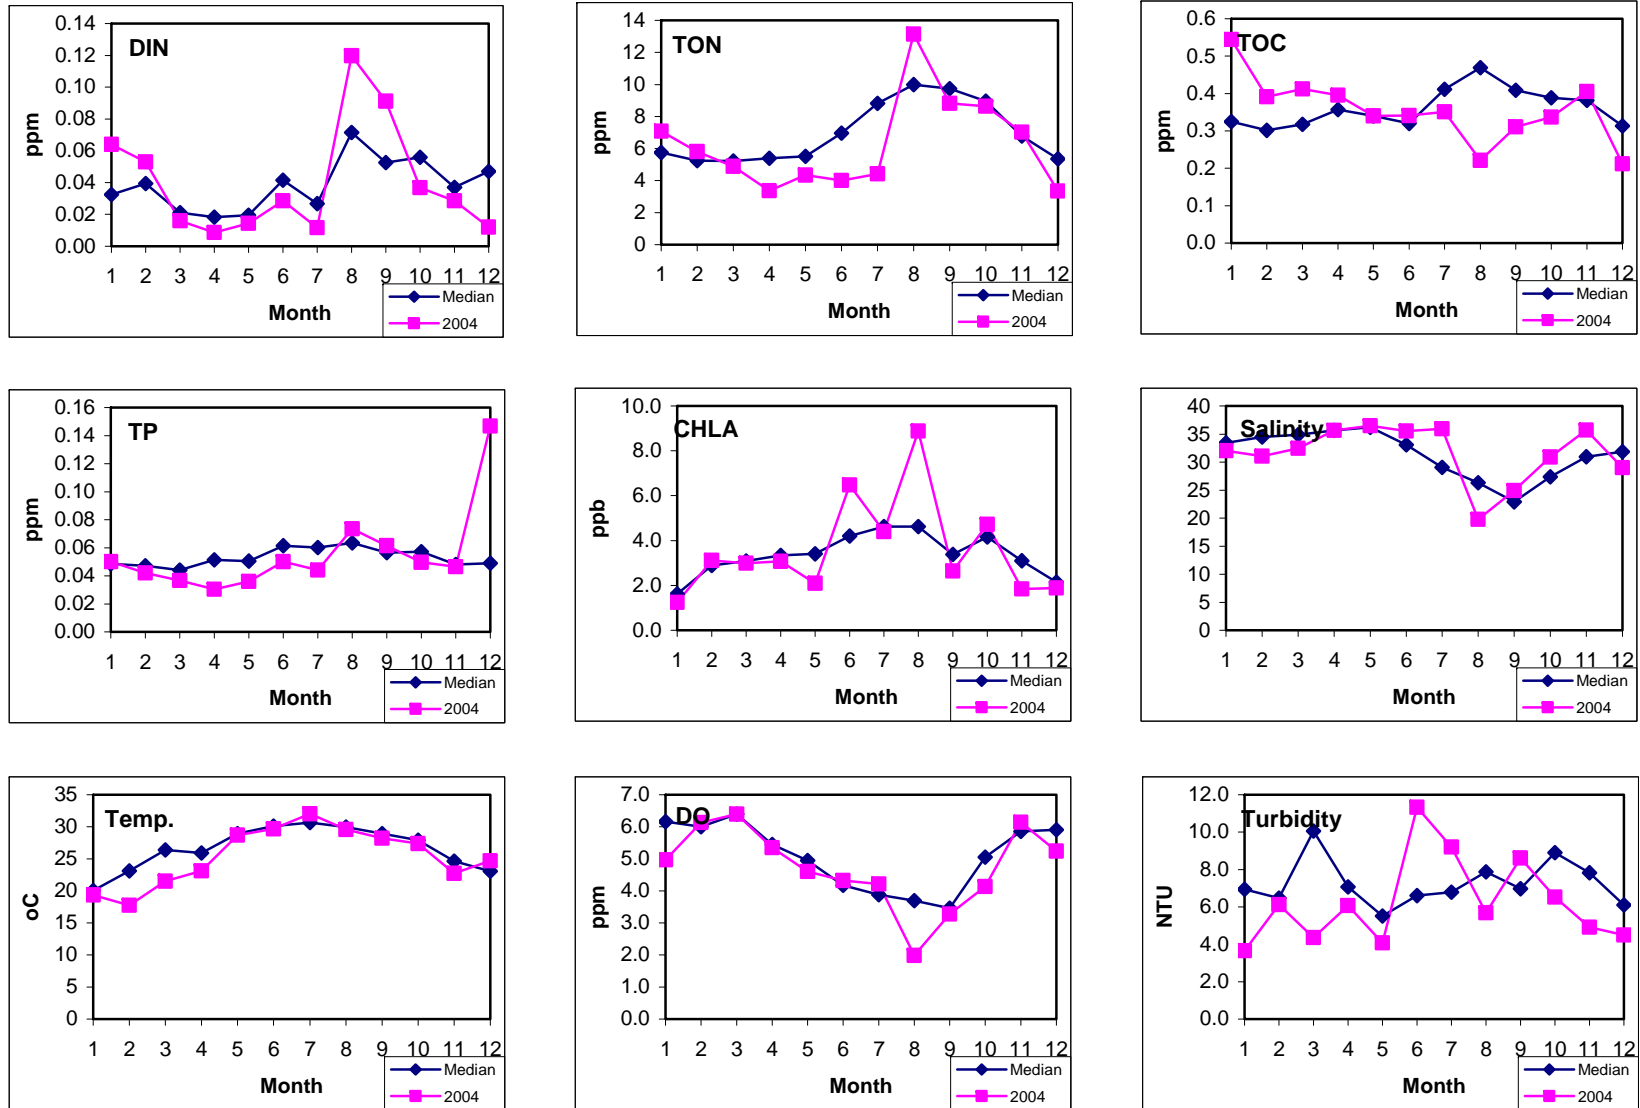 DIN
ppm
0.14
0.12
0.10
0.08
0.06
0.04
0.02
0.00
1 2 3 4 5 6 7 8 9 10 11 12
Month
Median
2004
TON
ppm
14
12
10
8
6
4
2
0
1 2 3 4 5 6 7 8 9 10 11 12
Month
Median
2004
TOC
ppm
0.6
0.5
0.4
0.3
0.2
0.1
0.0
1 2 3 4 5 6 7 8 9 10 11 12
Month
Median
2004
TP
ppm
0.16
0.14
0.12
0.10
0.08
0.06
0.04
0.02
0.00
1 2 3 4 5 6 7 8 9 10 11 12
Month
Median
2004
CHLA
ppb
10.0
8.0
6.0
4.0
2.0
0.0
1 2 3 4 5 6 7 8 9 10 11 12
Month
Median
2004
Salinity
40
35
30
25
20
15
10
5
0
1 2 3 4 5 6 7 8 9 10 11 12
Month
Median
2004
Temp.
oC
35
30
25
20
15
10
5
0
1 2 3 4 5 6 7 8 9 10 11 12
Month
Median
2004
DO
ppm
7.0
6.0
5.0
4.0
3.0
2.0
1.0
0.0
1 2 3 4 5 6 7 8 9 10 11 12
Month
Median
2004
Turbidity
NTU
12.0
10.0
8.0
6.0
4.0
2.0
0.0
1 2 3 4 5 6 7 8 9 10 11 12
Month
Median
2004